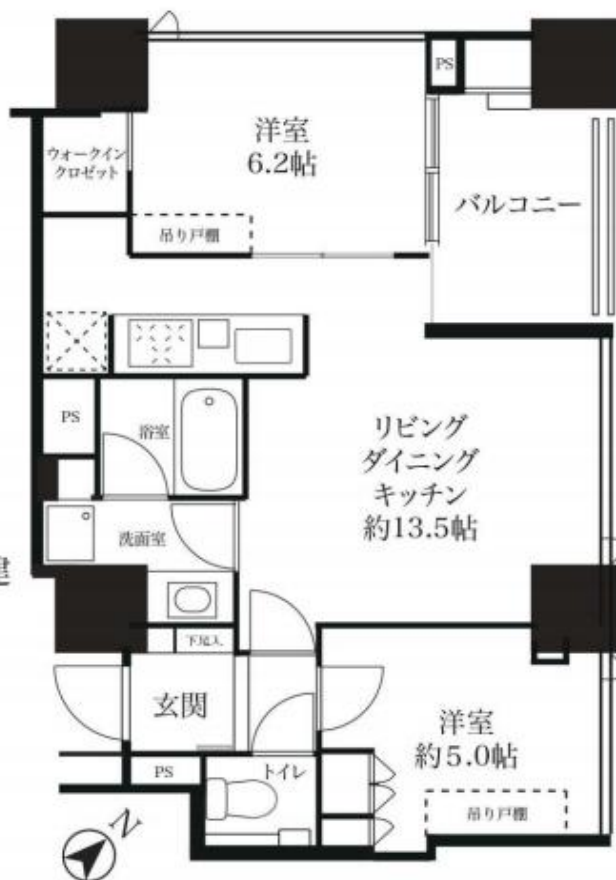 PS
洋室
6.2帖
ウォークイン
クロゼット
バルコニー
吊り戸棚
PS
浴室
リビング
ダイニング
キッチン
約13.5帖
洗面室
下足入
玄関
洋室
約5.0帖
PS
トイレ
吊り戸棚
N